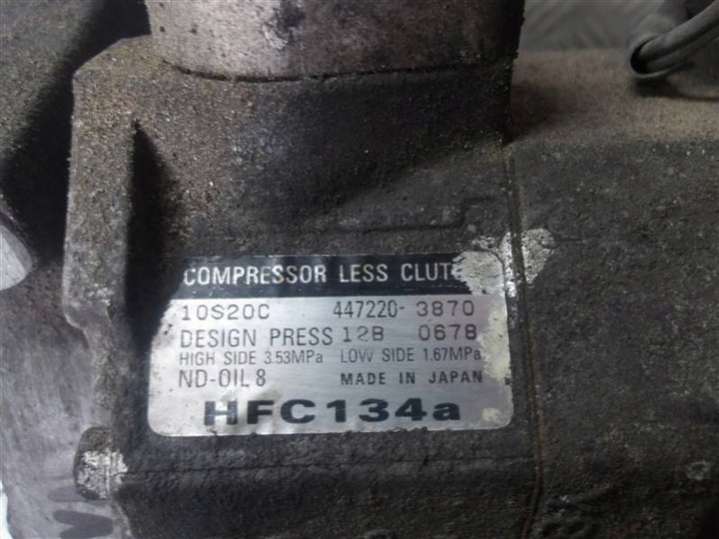 COMPRESSOR LESS CLUT
10S20C 447220-3870
DESIGN PRESS 128 0678
HIGH SIDE 3.53MPa LOW SIDE 1.67MPa
ND-OIL 8 MADE IN JAPAN
HFC134a